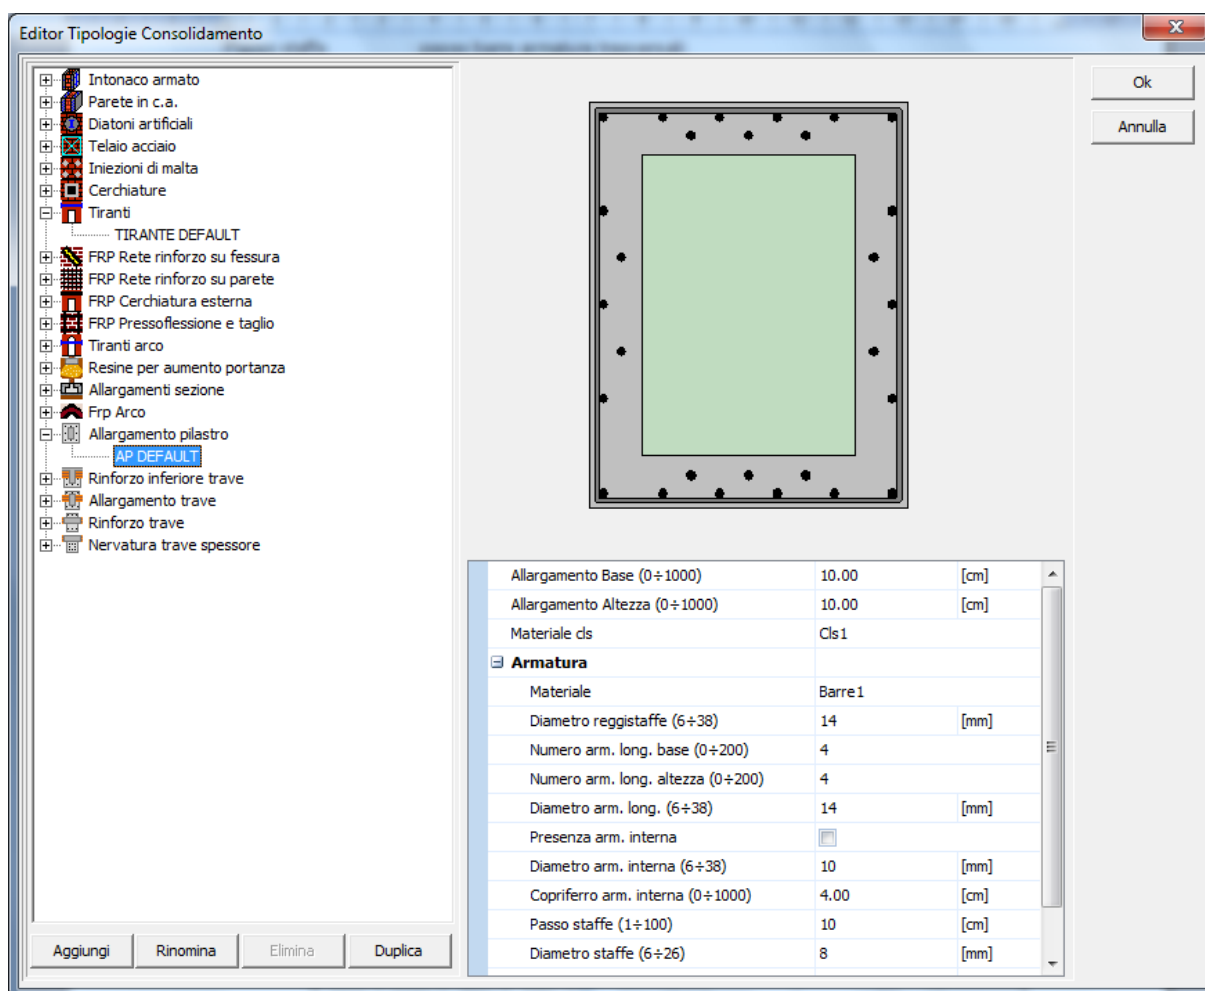 Editor Tipologie Consolidamento
Intonaco armato
Parete in c.a.
Diatoni artificiali
Telaio acciaio
Iniezioni di malta
Cerchiature
Tiranti
TIRANTE DEFAULT
FRP Rete rinforzo su fessura
FRP Rete rinforzo su parete
FRP Cerchiatura esterna
FRP Pressoflessione e taglio
Tiranti arco
Resine per aumento portanza
Allargamenti sezione
Frp Arco
Allargamento pilastro
AP DEFAULT
Rinforzo inferiore trave
Allargamento trave
Rinforzo trave
Nervatura trave spessore
Aggiungi Rinomina Elimina Duplica
Allargamento Base (0÷1000) 10.00 [cm]
Allargamento Altezza (0÷1000) 10.00 [cm]
Materiale cls Cls1
Armatura
Materiale Barre1
Diametro reggistaffe (6÷38) 14 [mm]
Numero arm. long. base (0÷200) 4
Numero arm. long. altezza (0÷200) 4
Diametro arm. long. (6÷38) 14 [mm]
Presenza arm. interna
Diametro arm. interna (6÷38) 10 [mm]
Copriferro arm. interna (0÷1000) 4.00 [cm]
Passo staffe (1÷100) 10 [cm]
Diametro staffe (6÷26) 8 [mm]
Ok
Annulla